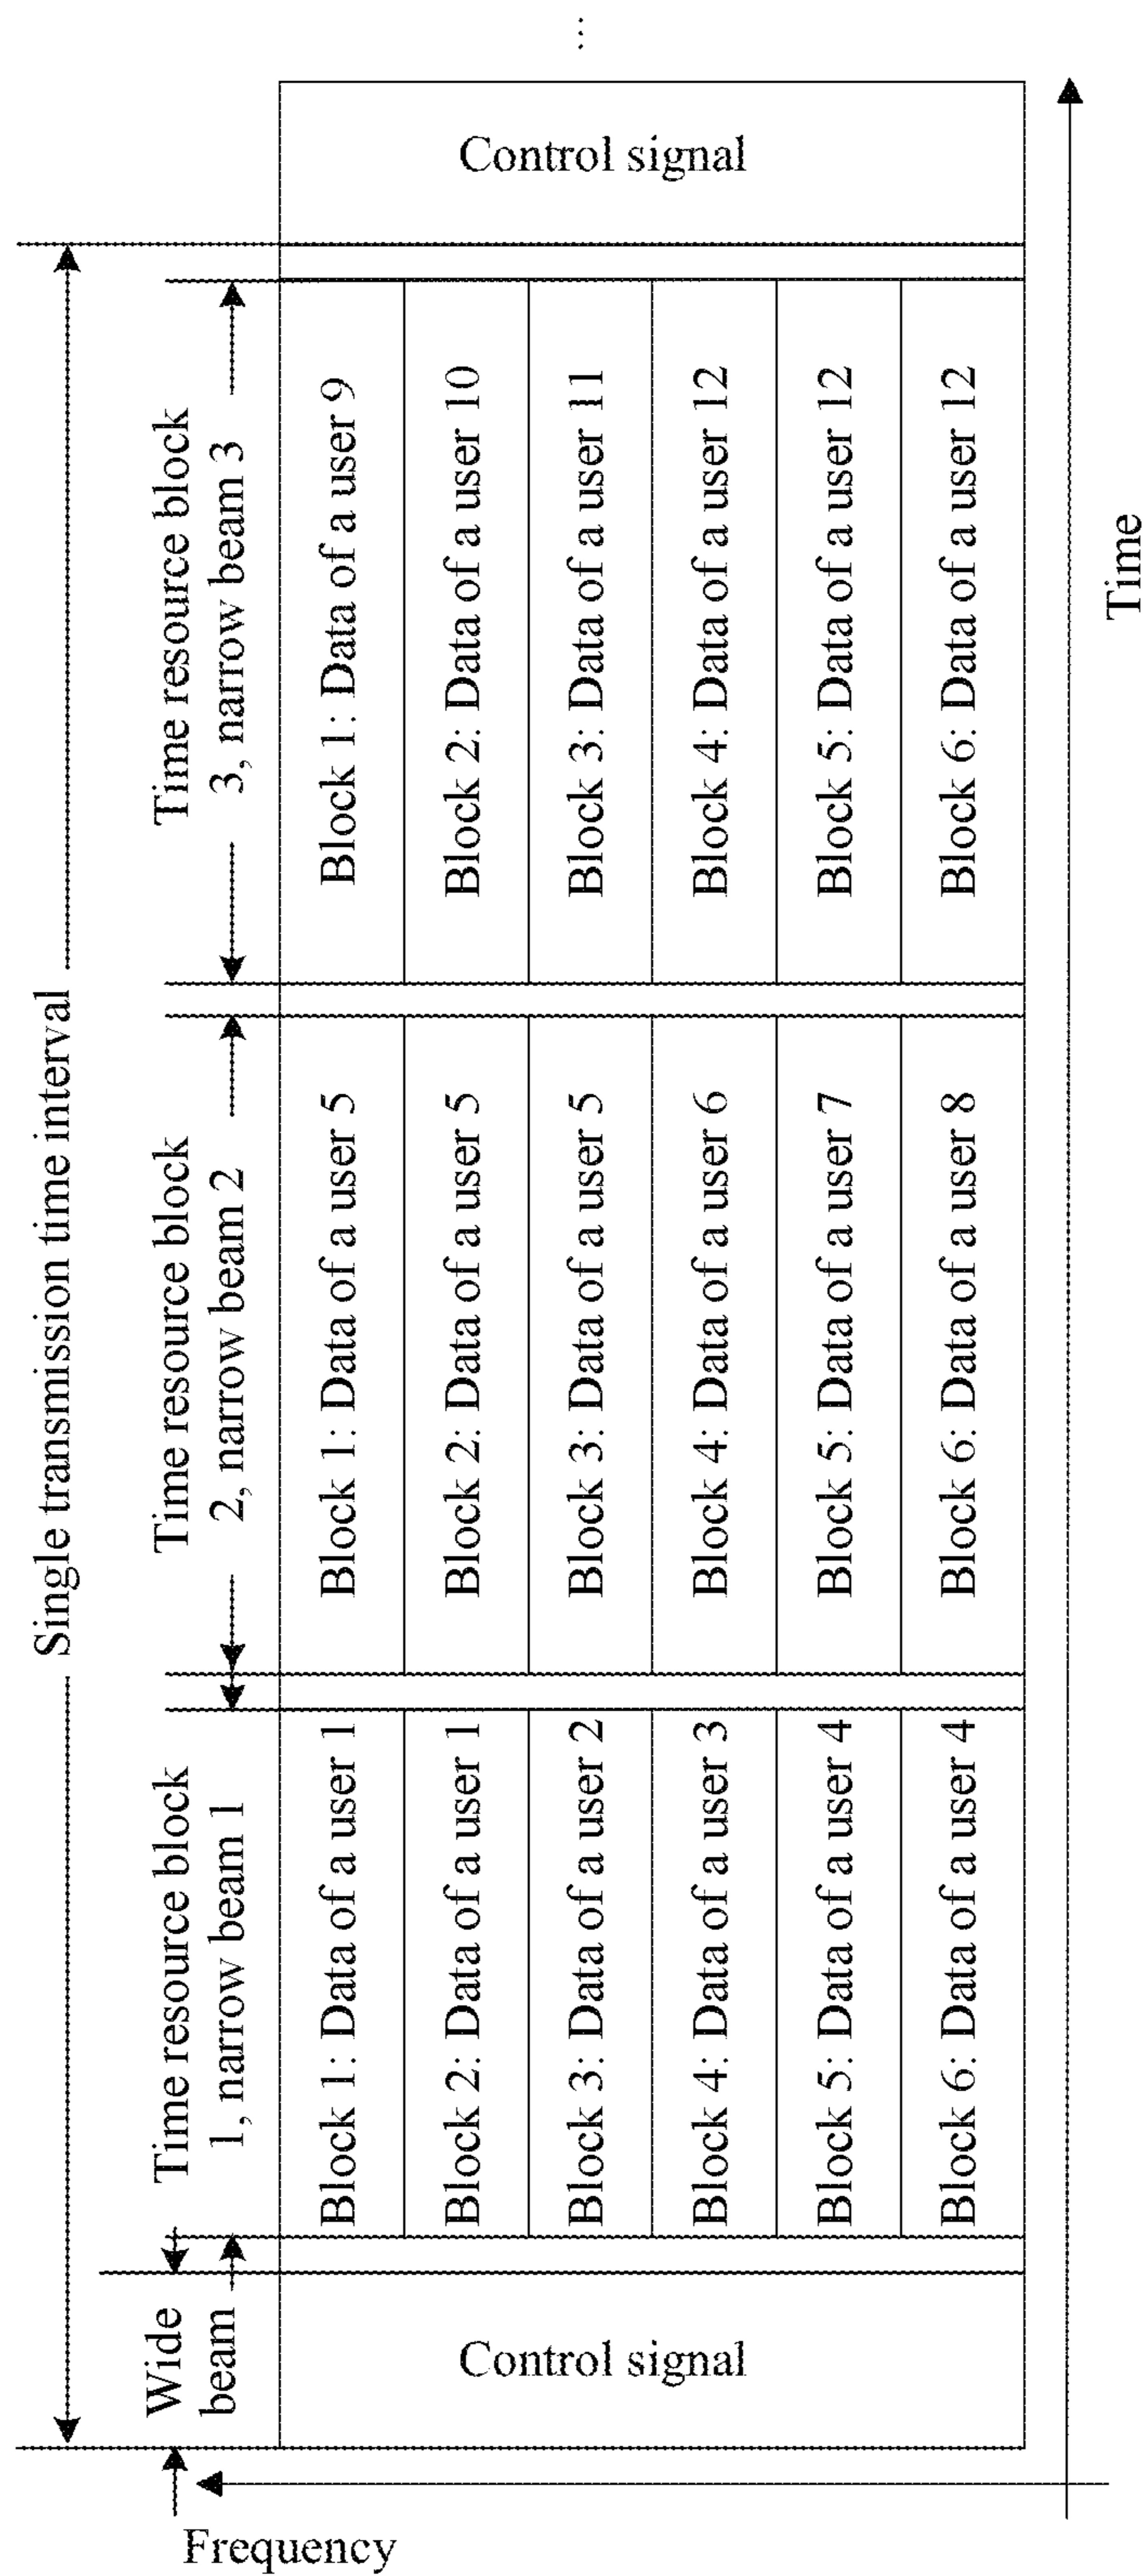 Single transmission time interval
Wide
beam
Time resource block
1, narrow beam 1
Time resource block
2, narrow beam 2
Time resource block
3, narrow beam 3
Frequency
Control signal
Block 1: Data of a user 1
Block 2: Data of a user 1
Block 3: Data of a user 2
Block 4: Data of a user 3
Block 5: Data of a user 4
Block 6: Data of a user 4
Block 1: Data of a user 5
Block 2: Data of a user 5
Block 3: Data of a user 5
Block 4: Data of a user 6
Block 5: Data of a user 7
Block 6: Data of a user 8
Block 1: Data of a user 9
Block 2: Data of a user 10
Block 3: Data of a user 11
Block 4: Data of a user 12
Block 5: Data of a user 12
Block 6: Data of a user 12
Control signal
...
Time